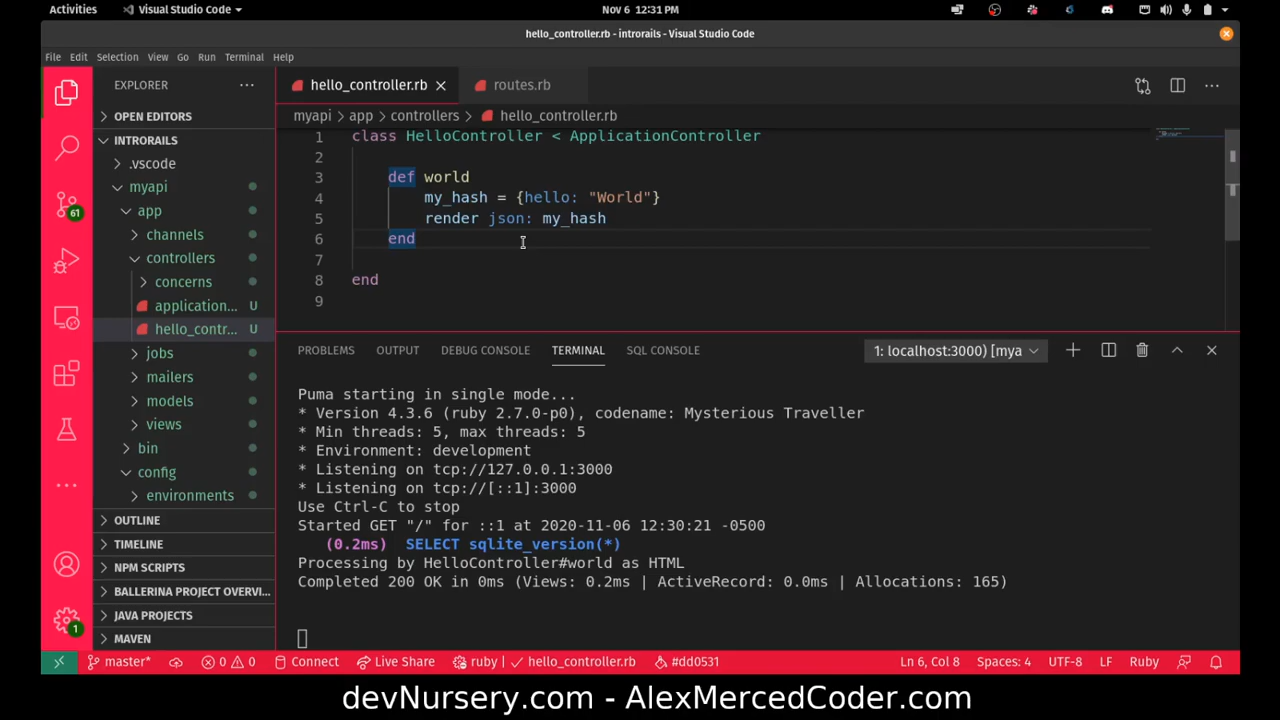 Activities
Visual Studio Code
Nov 6 12:31 PM
hello_controller.rb - introrails - Visual Studio Code
File Edit Selection View Go Run Terminal Help
EXPLORER
hello_controller.rb
routes.rb
OPEN EDITORS
myapi > app > controllers > hello_controller.rb
INTRORAILS
.vscode
myapi
app
channels
controllers
concerns
application... U
hello_contr... U
jobs
mailers
models
views
bin
config
environments
OUTLINE
TIMELINE
NPM SCRIPTS
BALLERINA PROJECT OVERVI...
JAVA PROJECTS
MAVEN
61
1
1 class HelloController < ApplicationController
2
3 def world
4 my_hash = {hello: "World"}
5 render json: my_hash
6 end
7
8 end
9
PROBLEMS OUTPUT DEBUG CONSOLE TERMINAL SQL CONSOLE
1: localhost:3000) [mya
Puma starting in single mode...
* Version 4.3.6 (ruby 2.7.0-p0), codename: Mysterious Traveller
* Min threads: 5, max threads: 5
* Environment: development
* Listening on tcp://127.0.0.1:3000
* Listening on tcp://[::1]:3000
Use Ctrl-C to stop
Started GET "/" for ::1 at 2020-11-06 12:30:21 -0500
(0.2ms) SELECT sqlite_version(*)
Processing by HelloController#world as HTML
Completed 200 OK in 0ms (Views: 0.2ms | ActiveRecord: 0.0ms | Allocations: 165)
master* 0 0 Connect Live Share ruby | ✓ hello_controller.rb #dd0531 Ln 6, Col 8 Spaces: 4 UTF-8 LF Ruby
devNursery.com - AlexMercedCoder.com